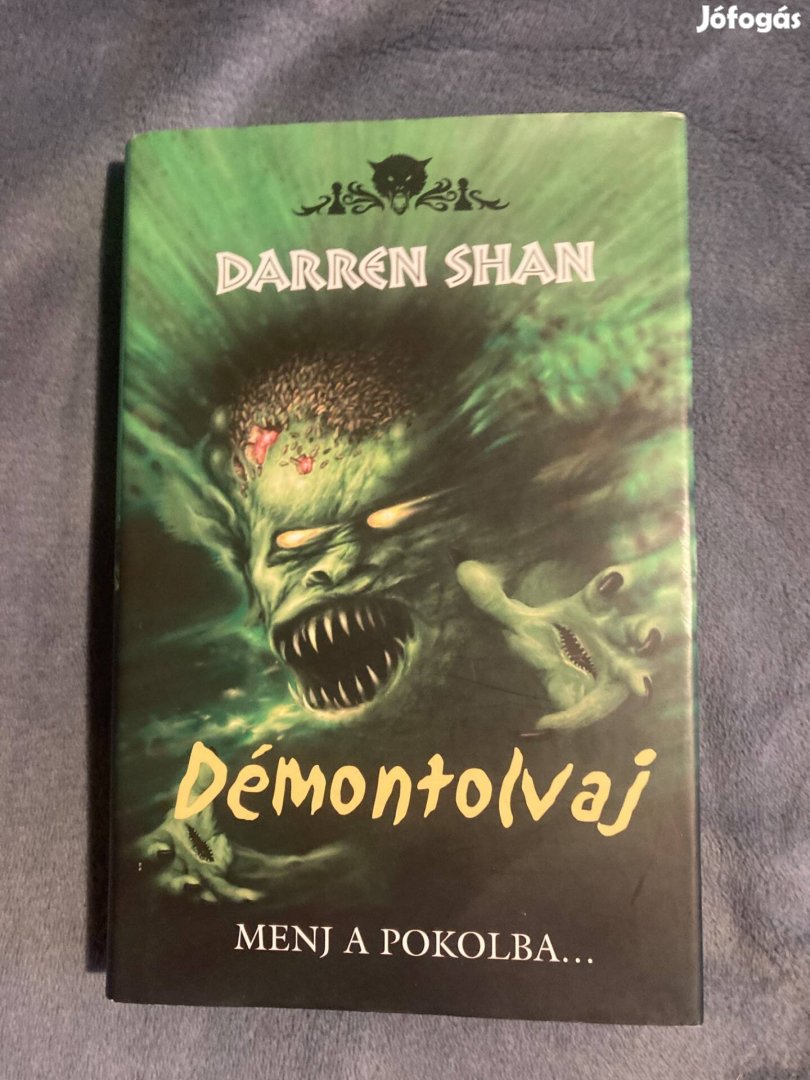 Jófogás
DARREN SHAN
Démontolvaj
MENJ A POKOLBA...